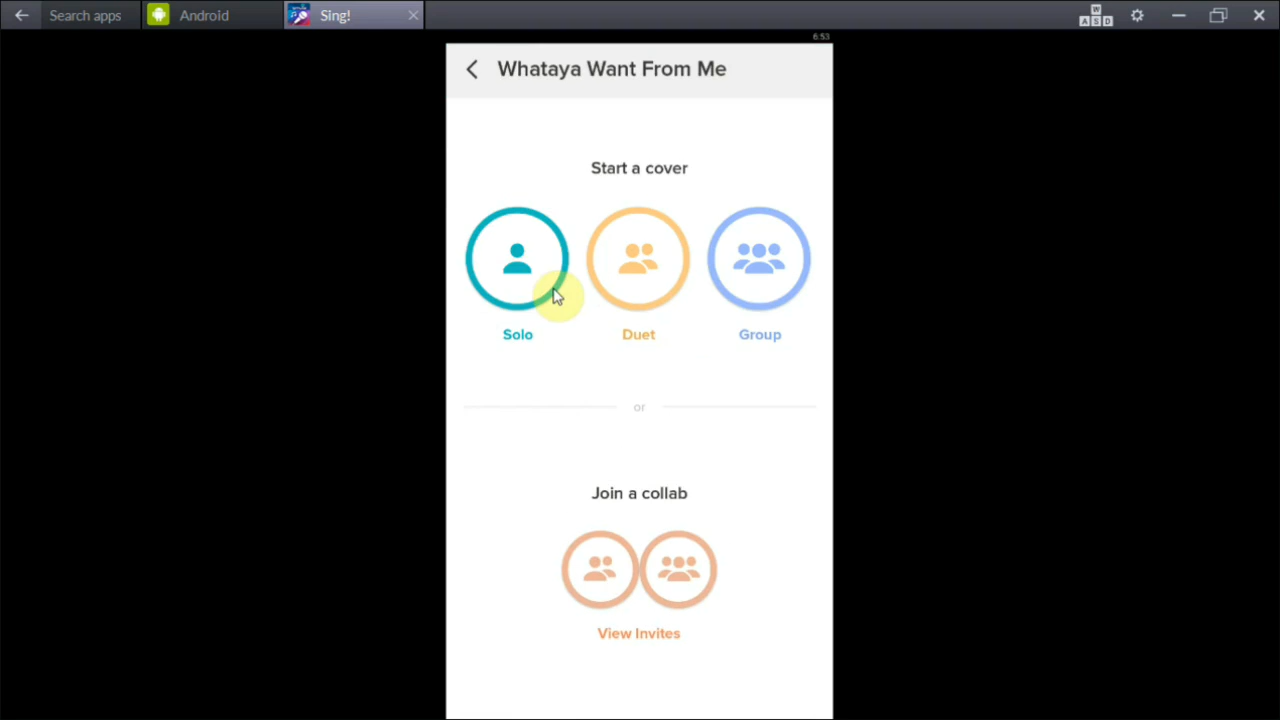 Search apps
Android
Sing!
W
A S D
6:53
Whataya Want From Me
Start a cover
Solo
Duet
Group
or
Join a collab
View Invites